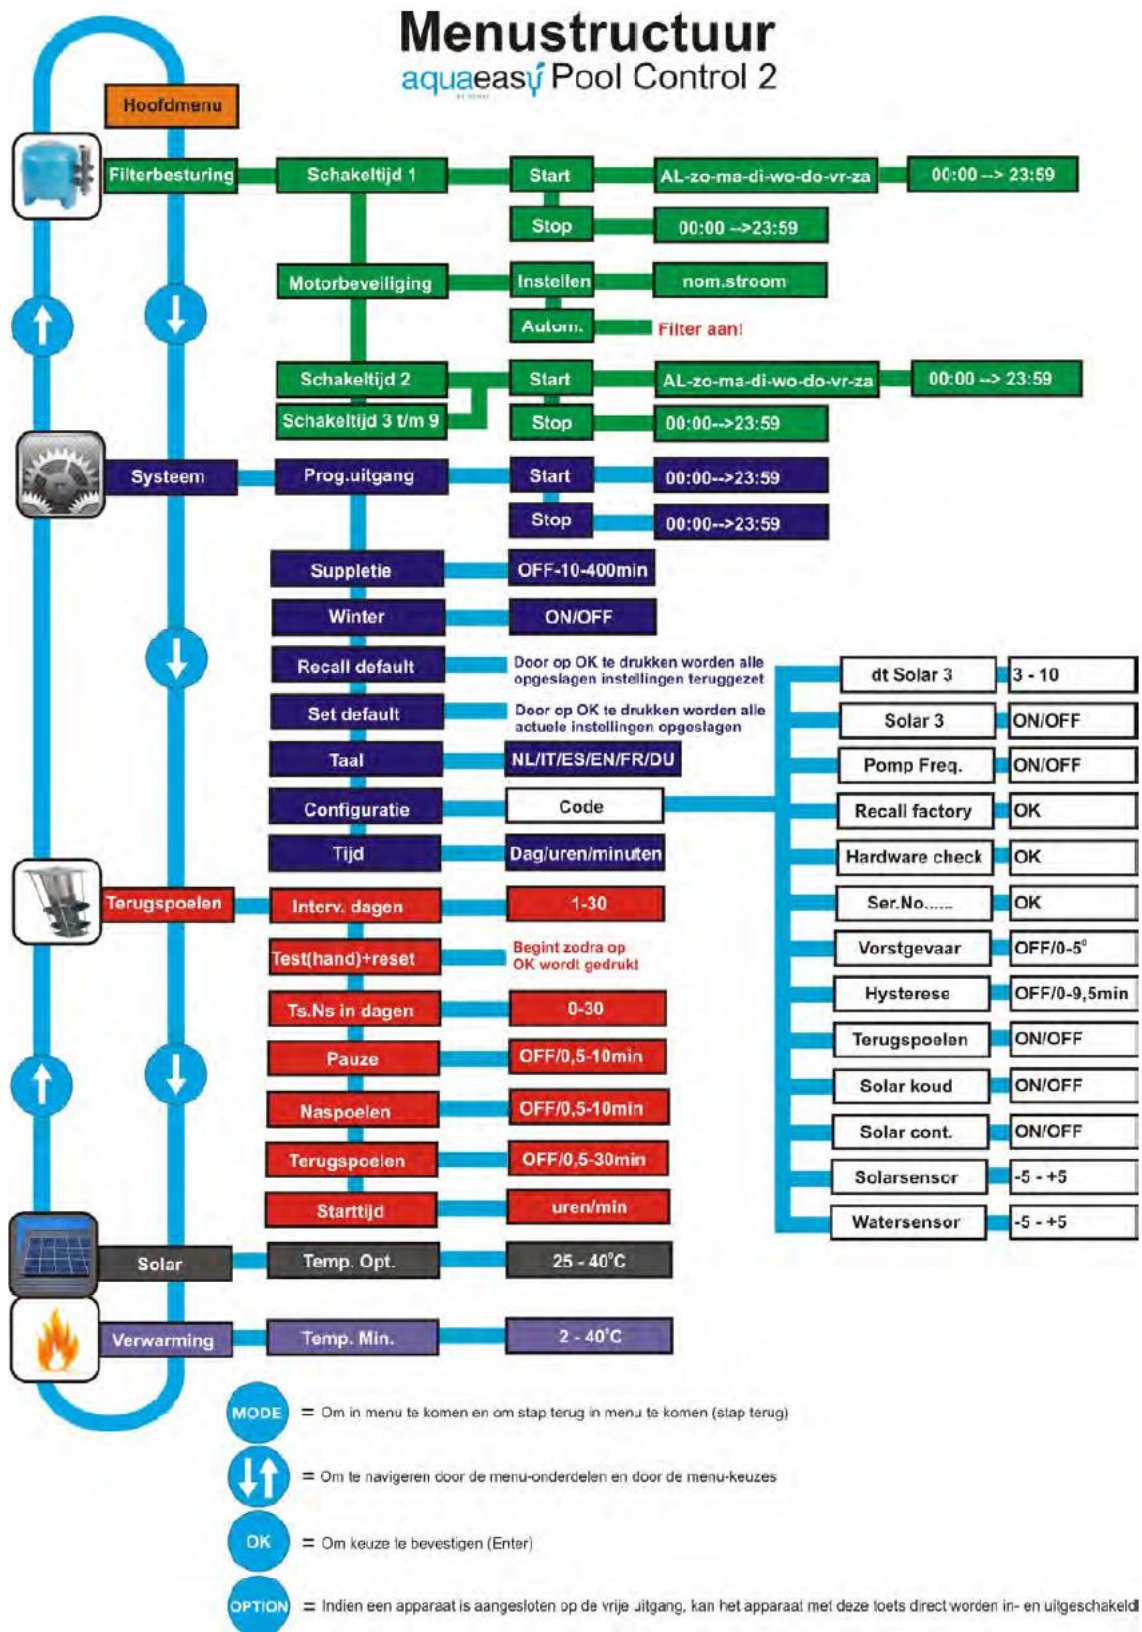 Menustructuur
aquaeasy Pool Control 2
Hoofdmenu
Filterbesturing
Schakeltijd 1
Start
AL-zo-ma-di-wo-do-vr-za
00:00 --> 23:59
Stop
00:00 -->23:59
Motorbeveiliging
Instellen
nom.stroom
Autom.
Filter aan!
Schakeltijd 2
Start
AL-zo-ma-di-wo-do-vr-za
00:00 --> 23:59
Schakeltijd 3 t/m 9
Stop
00:00-->23:59
Systeem
Prog.uitgang
Start
00:00-->23:59
Stop
00:00-->23:59
Suppletie
OFF-10-400min
Winter
ON/OFF
Recall default
Door op OK te drukken worden alle
opgeslagen instellingen teruggezet
Set default
Door op OK te drukken worden alle
actuele instellingen opgeslagen
Taal
NL/IT/ES/EN/FR/DU
Configuratie
Code
Tijd
Dag/uren/minuten
dt Solar 3
3 - 10
Solar 3
ON/OFF
Pomp Freq.
ON/OFF
Recall factory
OK
Hardware check
OK
Ser.No......
OK
Vorstgevaar
OFF/0-5°
Hysterese
OFF/0-9,5min
Terugspoelen
ON/OFF
Solar koud
ON/OFF
Solar cont.
ON/OFF
Solarsensor
-5 - +5
Watersensor
-5 - +5
Terugspoelen
Interv. dagen
1-30
Test(hand)+reset
Begint zodra op
OK wordt gedrukt
Ts.Ns in dagen
0-30
Pauze
OFF/0,5-10min
Naspoelen
OFF/0,5-10min
Terugspoelen
OFF/0,5-30min
Starttijd
uren/min
Solar
Temp. Opt.
25 - 40°C
Verwarming
Temp. Min.
2 - 40°C
MODE = Om in menu te komen en om stap terug in menu te komen (stap terug)
= Om te navigeren door de menu-onderdelen en door de menu-keuzes
OK = Om keuze te bevestigen (Enter)
OPTION = Indien een apparaat is aangesloten op de vrije uitgang, kan het apparaat met deze toets direct worden in- en uitgeschakeld